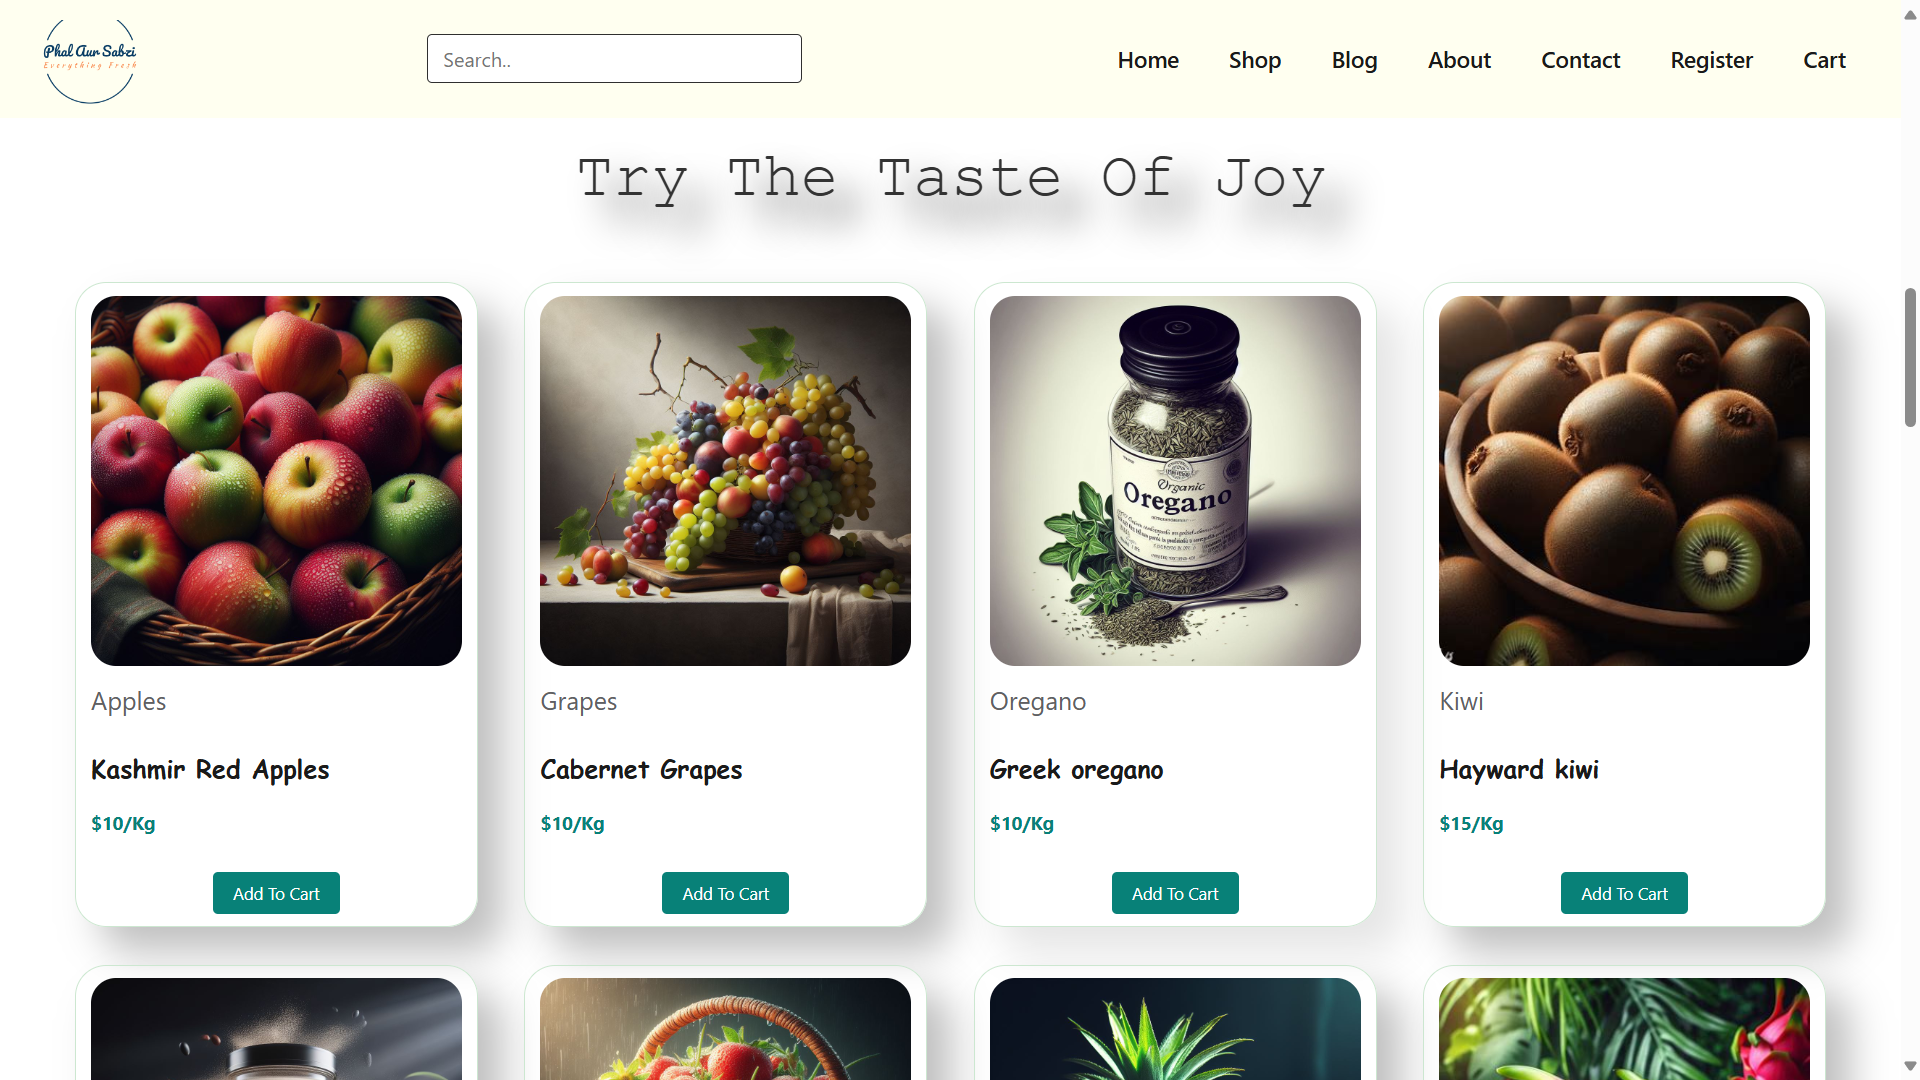 Phal Aur Sabzi
Everything Fresh
Search..
Home
Shop
Blog
About
Contact
Register
Cart
Try The Taste Of Joy
Organic
Oregano
Apples
Grapes
Oregano
Kiwi
Kashmir Red Apples
Cabernet Grapes
Greek oregano
Hayward kiwi
$10/Kg
$10/Kg
$10/Kg
$15/Kg
Add To Cart
Add To Cart
Add To Cart
Add To Cart